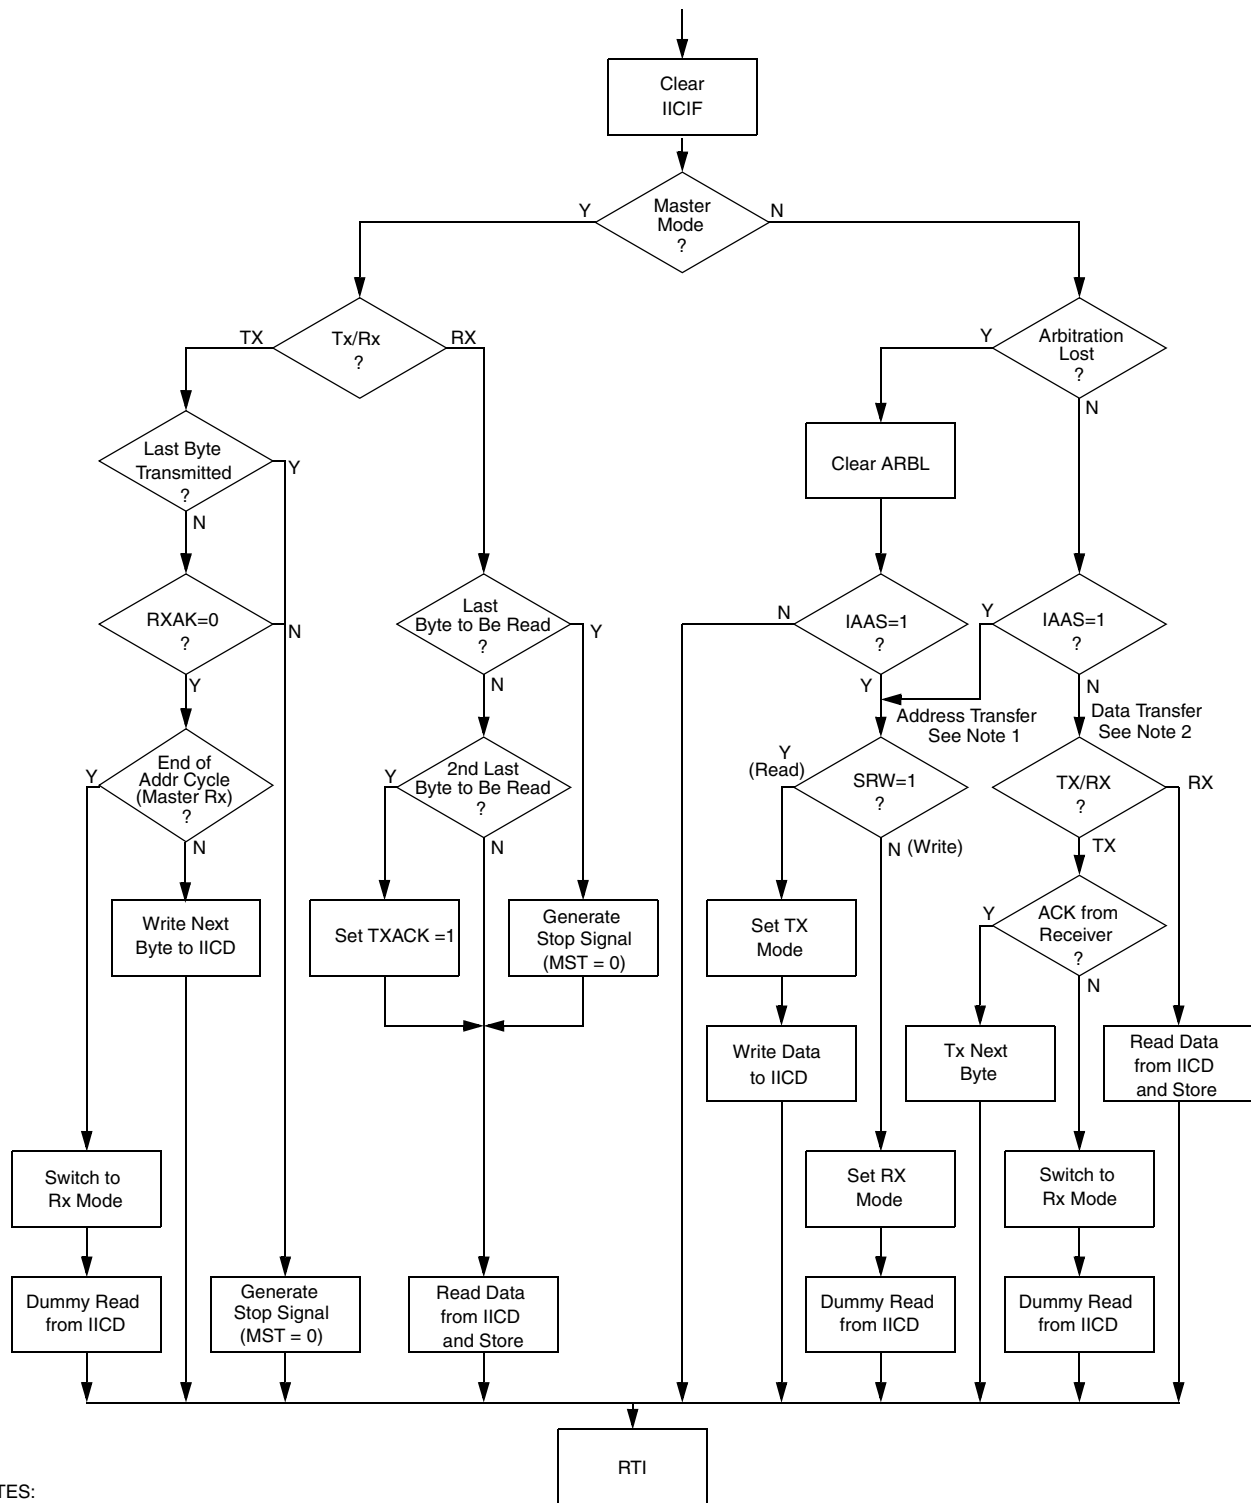 Clear
IICIF
Master
Mode
?
Y
N
Tx/Rx
?
TX
RX
Arbitration
Lost
?
Y
N
Last Byte
Transmitted
?
Y
N
Clear ARBL
RXAK=0
?
N
Y
Last
Byte to Be Read
?
Y
N
IAAS=1
?
N
Y
IAAS=1
?
Y
N
Address Transfer
See Note 1
Data Transfer
See Note 2
End of
Addr Cycle
(Master Rx)
?
Y
N
2nd Last
Byte to Be Read
?
Y
N
Y
(Read)
SRW=1
?
N (Write)
TX/RX
?
RX
TX
Write Next
Byte to IICD
Set TXACK =1
Generate
Stop Signal
(MST = 0)
Set TX
Mode
ACK from
Receiver
?
Y
N
Write Data
to IICD
Tx Next
Byte
Read Data
from IICD
and Store
Switch to
Rx Mode
Set RX
Mode
Switch to
Rx Mode
Dummy Read
from IICD
Generate
Stop Signal
(MST = 0)
Read Data
from IICD
and Store
Dummy Read
from IICD
Dummy Read
from IICD
RTI
TES: